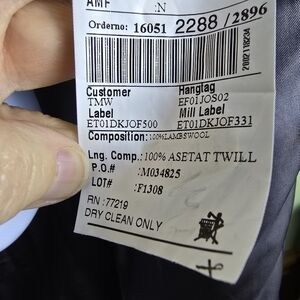 AMF :N
Orderno: 16051 2288 /2896
Customer Hangtag
TMW EF01JOS02
Label Mill Label
ET01DKJOF500 ET01DKJOF331
Composition: 100%LAMBSWOOL
Lng. Comp.: 100% ASETAT TWILL
P.O.# :M034825
LOT# :F1308
RN :77219
DRY CLEAN ONLY